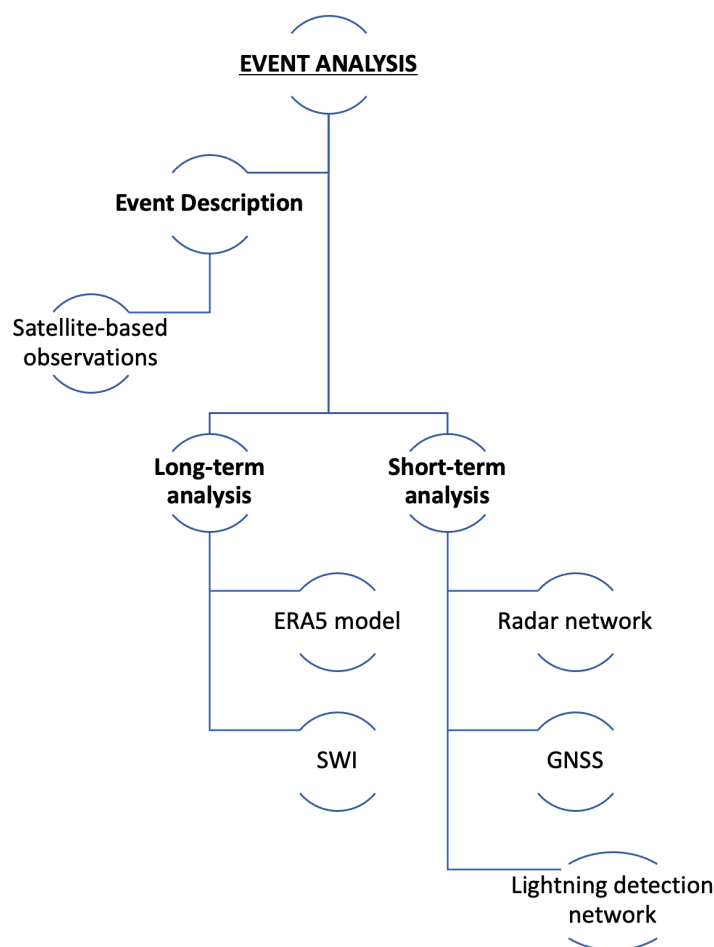 EVENT ANALYSIS
Event Description
Satellite-based
observations
Long-term
analysis
Short-term
analysis
ERA5 model
Radar network
SWI
GNSS
Lightning detection
network